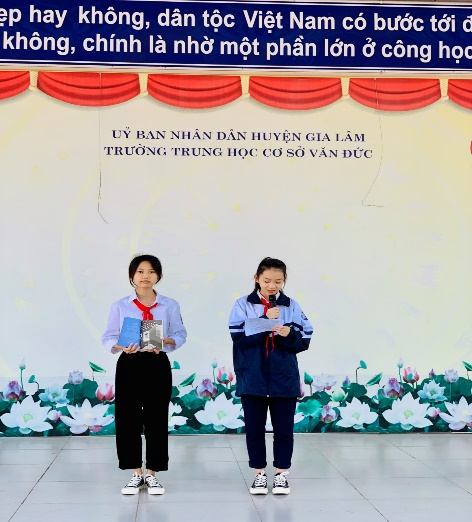 ẹp hay không, dân tộc Việt Nam có bước tới đ
không, chính là nhờ một phần lớn ở công học
UỶ BAN NHÂN DÂN HUYỆN GIA LÂM
TRƯỜNG TRUNG HỌC CƠ SỞ VĂN ĐỨC